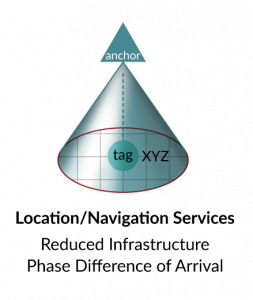 anchor
tag XYZ
Location/Navigation Services
Reduced Infrastructure
Phase Difference of Arrival